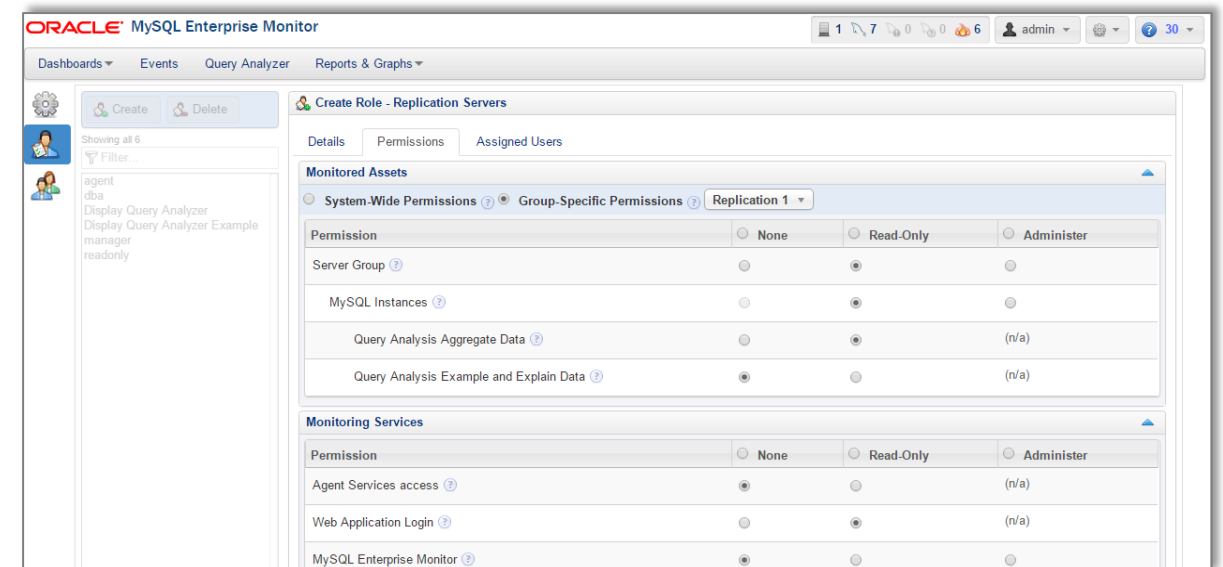 ORACLE MySQL Enterprise Monitor 1 7 0 0 6 admin ? 30
Dashboards Events Query Analyzer Reports & Graphs
Create Delete
Showing all 6
Filter...
agent
dba
Display Query Analyzer
Display Query Analyzer Example
manager
readonly
Create Role - Replication Servers
Details Permissions Assigned Users
Monitored Assets
System-Wide Permissions ? Group-Specific Permissions ? Replication 1
Permission None Read-Only Administer
Server Group ?
MySQL Instances ?
Query Analysis Aggregate Data ? (n/a)
Query Analysis Example and Explain Data ? (n/a)
Monitoring Services
Permission None Read-Only Administer
Agent Services access ? (n/a)
Web Application Login ? (n/a)
MySQL Enterprise Monitor ?